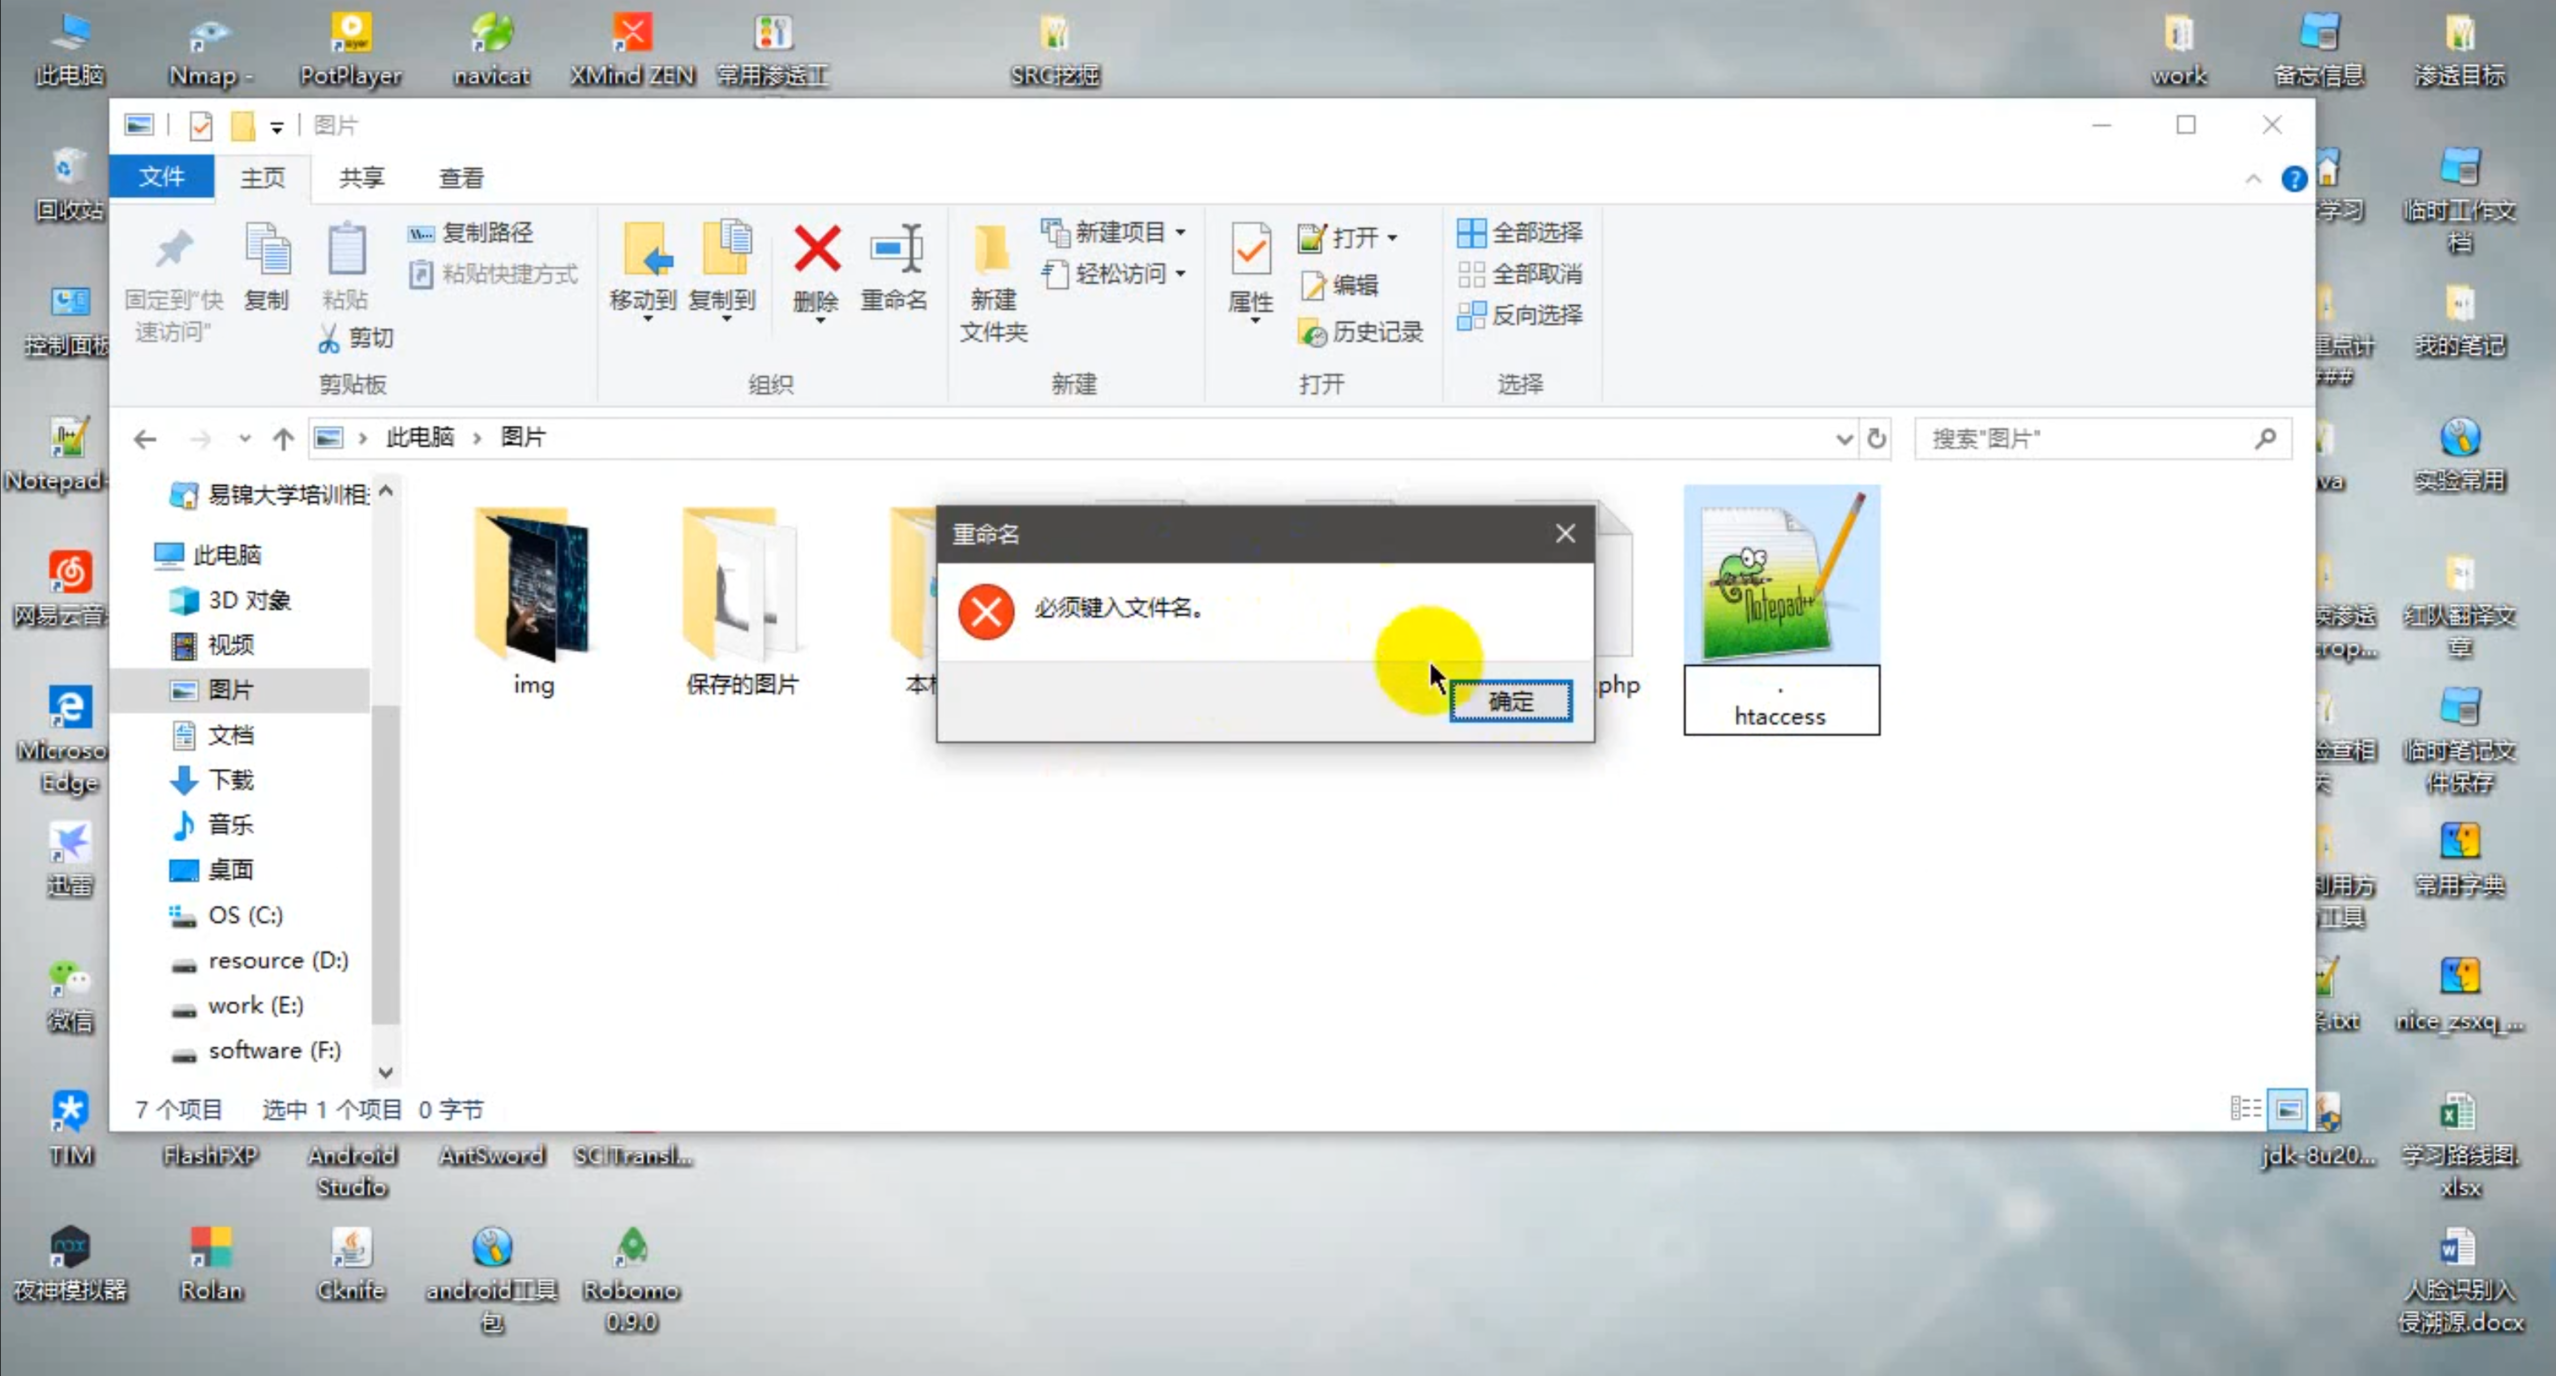 此电脑
Nmap -
PotPlayer
navicat
XMind ZEN
常用渗透工
SRC挖掘
work
备忘信息
渗透目标
图片
文件
主页
共享
查看
固定到"快
速访问"
复制
粘贴
复制路径
粘贴快捷方式
剪切
剪贴板
移动到
复制到
删除
重命名
组织
新建
文件夹
新建项目
轻松访问
新建
属性
打开
编辑
历史记录
打开
全部选择
全部取消
反向选择
选择
此电脑
图片
搜索"图片"
易锦大学培训相
此电脑
3D 对象
视频
图片
文档
下载
音乐
桌面
OS (C:)
resource (D:)
work (E:)
software (F:)
img
保存的图片
本
.php
.
htaccess
重命名
必须键入文件名。
确定
7 个项目
选中 1 个项目
0 字节
回收站
控制面板
Notepad
网易云音
Microso
Edge
迅雷
微信
TIM
FlashFXP
Android
Studio
AntSword
SCITransl...
夜神模拟器
Rolan
Cknife
android工具
包
Robomo
0.9.0
学习
临时工作文
档
重点计
###
我的笔记
va
实验常用
渗透
crop...
红队翻译文
章
检查相
关
临时笔记文
件保存
利用方
工具
常用字典
.txt
nice_zsxq_...
jdk-8u20...
学习路线图.
xlsx
人脸识别入
侵溯源.docx